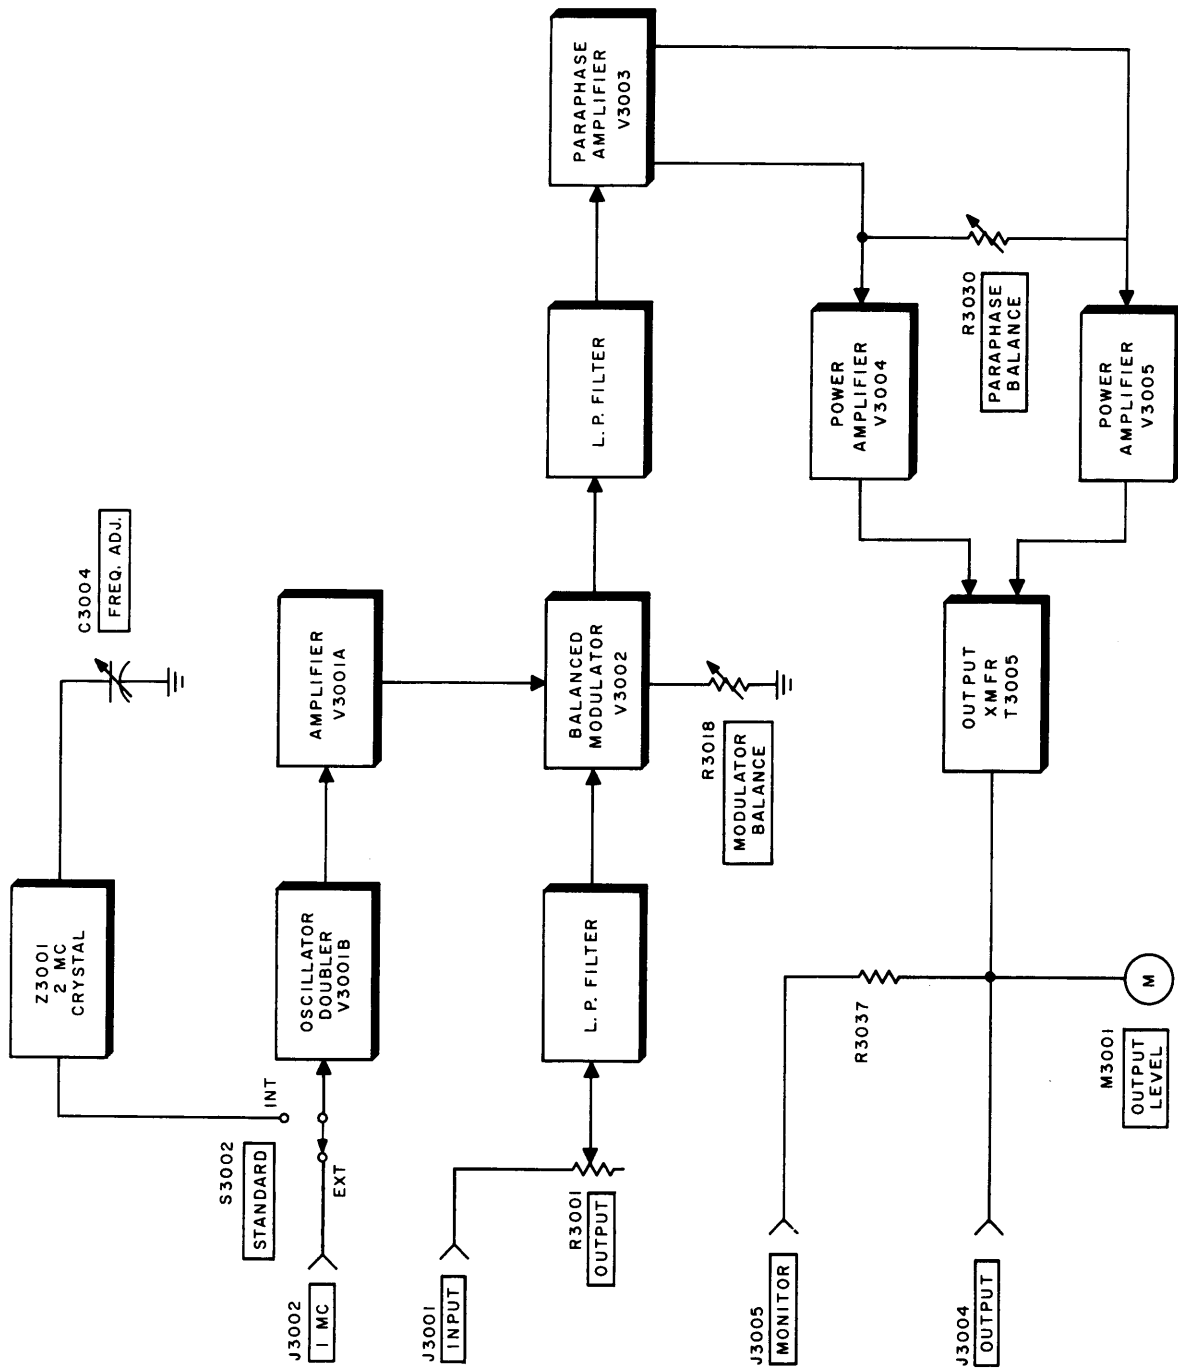 Z3001
2 MC
CRYSTAL
C3004
FREQ. ADJ.
S3002
STANDARD
INT
EXT
J3002
1 MC
OSCILLATOR
DOUBLER
V3001B
AMPLIFIER
V3001A
J3001
INPUT
R3001
OUTPUT
L. P. FILTER
BALANCED
MODULATOR
V3002
L. P. FILTER
PARAPHASE
AMPLIFIER
V3003
R3018
MODULATOR
BALANCE
J3005
MONITOR
R3037
POWER
AMPLIFIER
V3004
R3030
PARAPHASE
BALANCE
J3004
OUTPUT
OUTPUT
XMFR
T3005
M
M3001
OUTPUT
LEVEL
POWER
AMPLIFIER
V3005